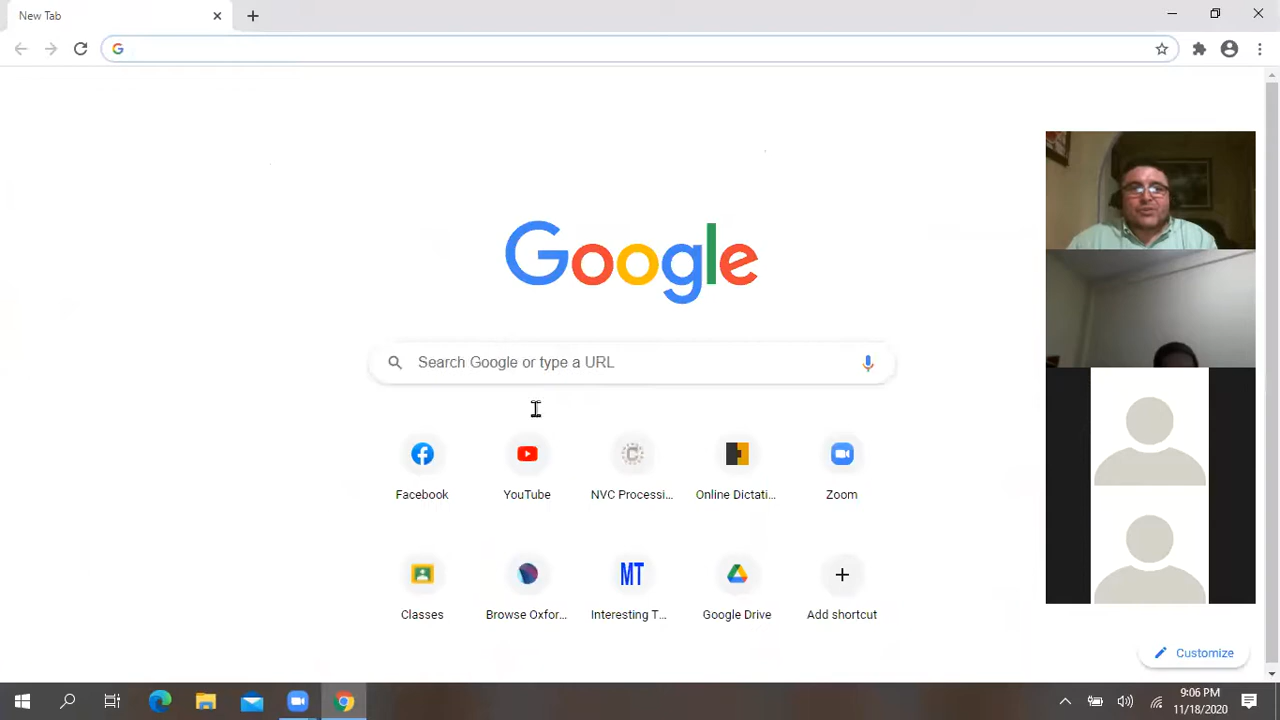 New Tab
Google
Search Google or type a URL
Facebook
YouTube
NVC Processi...
Online Dictati...
Zoom
MT
Classes
Browse Oxfor...
Interesting T...
Google Drive
Add shortcut
Customize
9:06 PM
11/18/2020